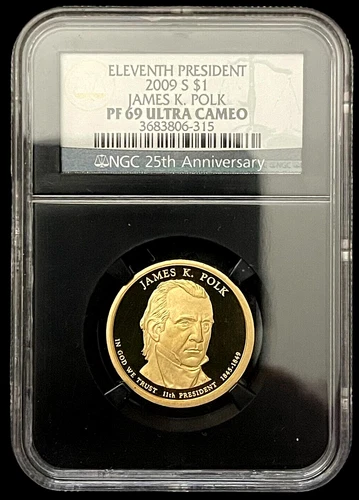 ELEVENTH PRESIDENT
2009 S $1
JAMES K. POLK
PF 69 ULTRA CAMEO
3683806-315
NGC 25th Anniversary
JAMES K. POLK
IN GOD WE TRUST 11th PRESIDENT 1845-1849